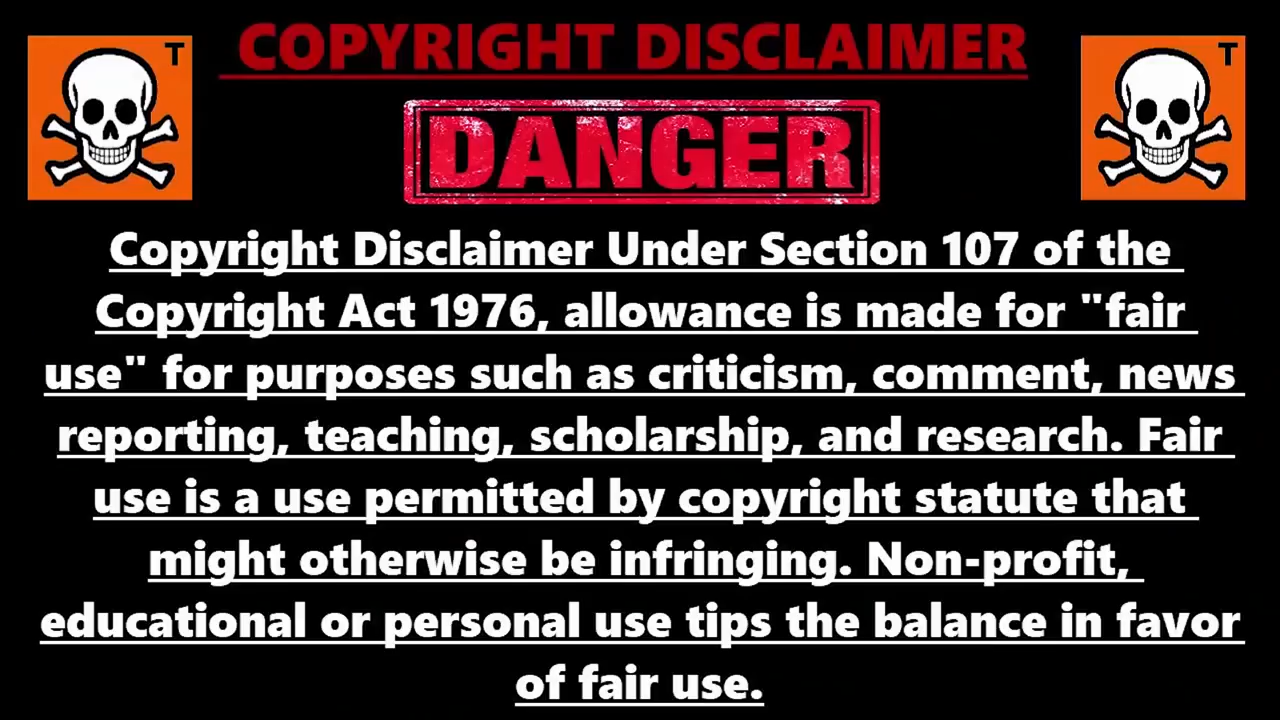 COPYRIGHT DISCLAIMER
T
T
DANGER
Copyright Disclaimer Under Section 107 of the
Copyright Act 1976, allowance is made for "fair
use" for purposes such as criticism, comment, news
reporting, teaching, scholarship, and research. Fair
use is a use permitted by copyright statute that
might otherwise be infringing. Non-profit,
educational or personal use tips the balance in favor
of fair use.